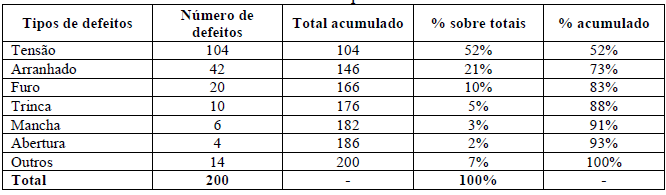 Tipos de defeitos Número de defeitos Total acumulado % sobre totais % acumulado
Tensão 104 104 52% 52%
Arranhado 42 146 21% 73%
Furo 20 166 10% 83%
Trinca 10 176 5% 88%
Mancha 6 182 3% 91%
Abertura 4 186 2% 93%
Outros 14 200 7% 100%
Total 200 - 100% -